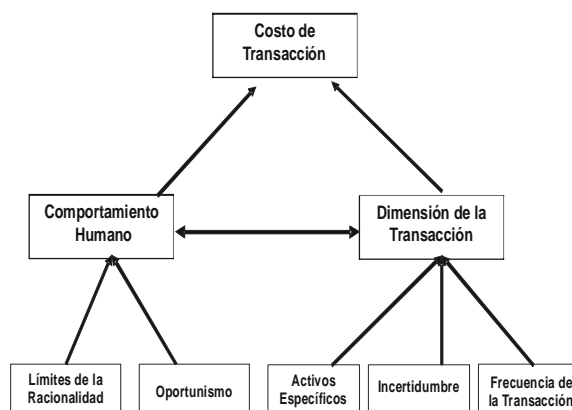 Costo de
Transacción
Comportamiento
Humano
Dimensión de la
Transacción
Límites de la
Racionalidad
Oportunismo
Activos
Específicos
Incertidumbre
Frecuencia de
la Transacción